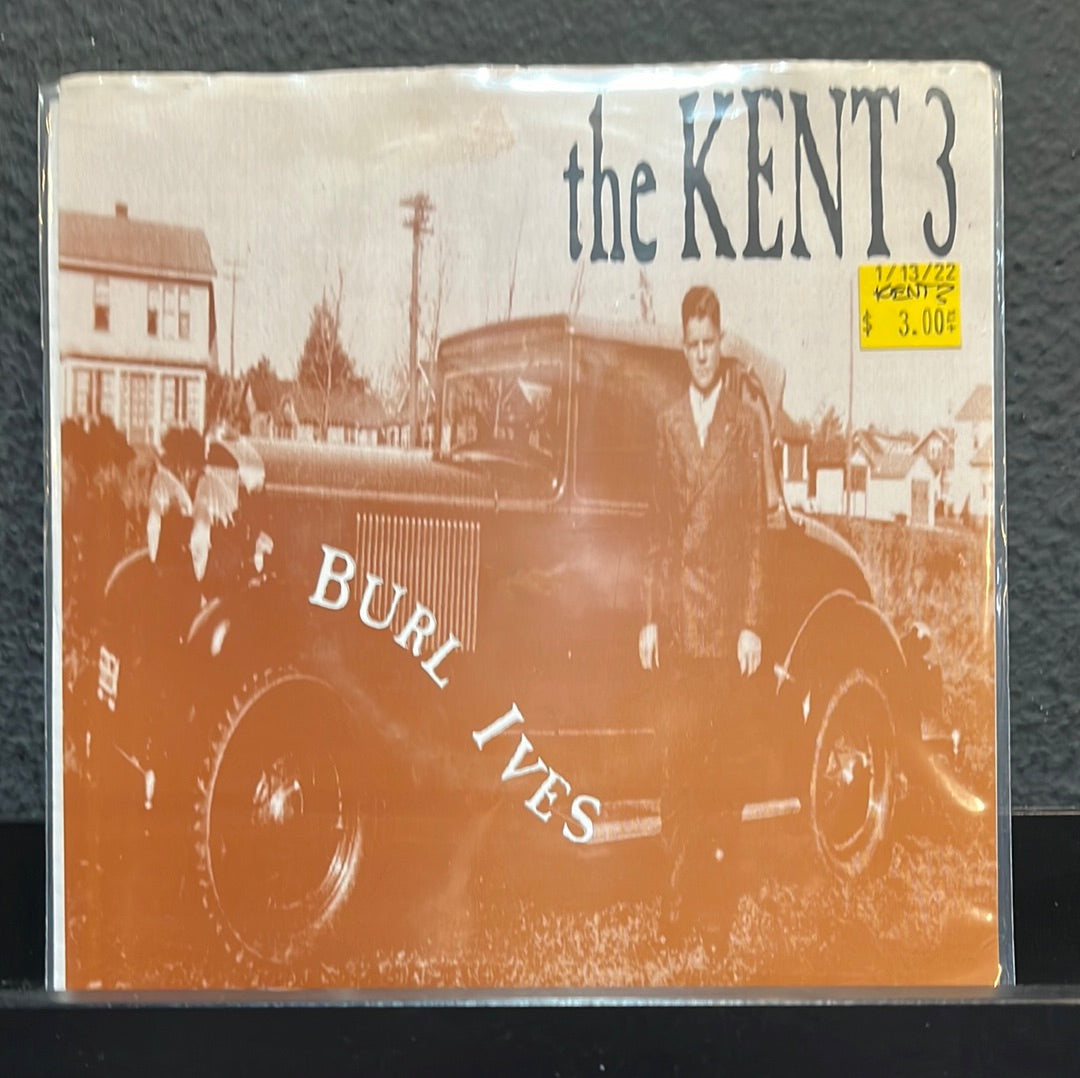 the KENT 3
1/13/22
KENT 3
$ 3.00
BURL
IVES